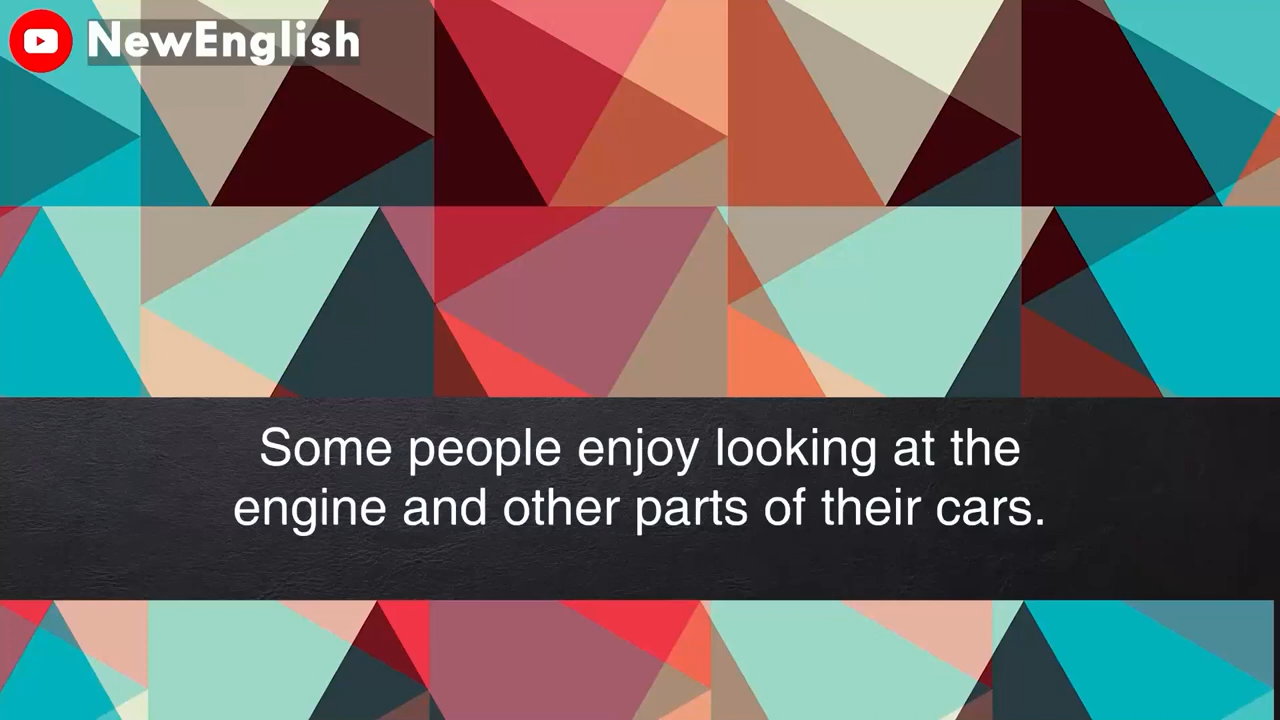 NewEnglish
Some people enjoy looking at the
engine and other parts of their cars.